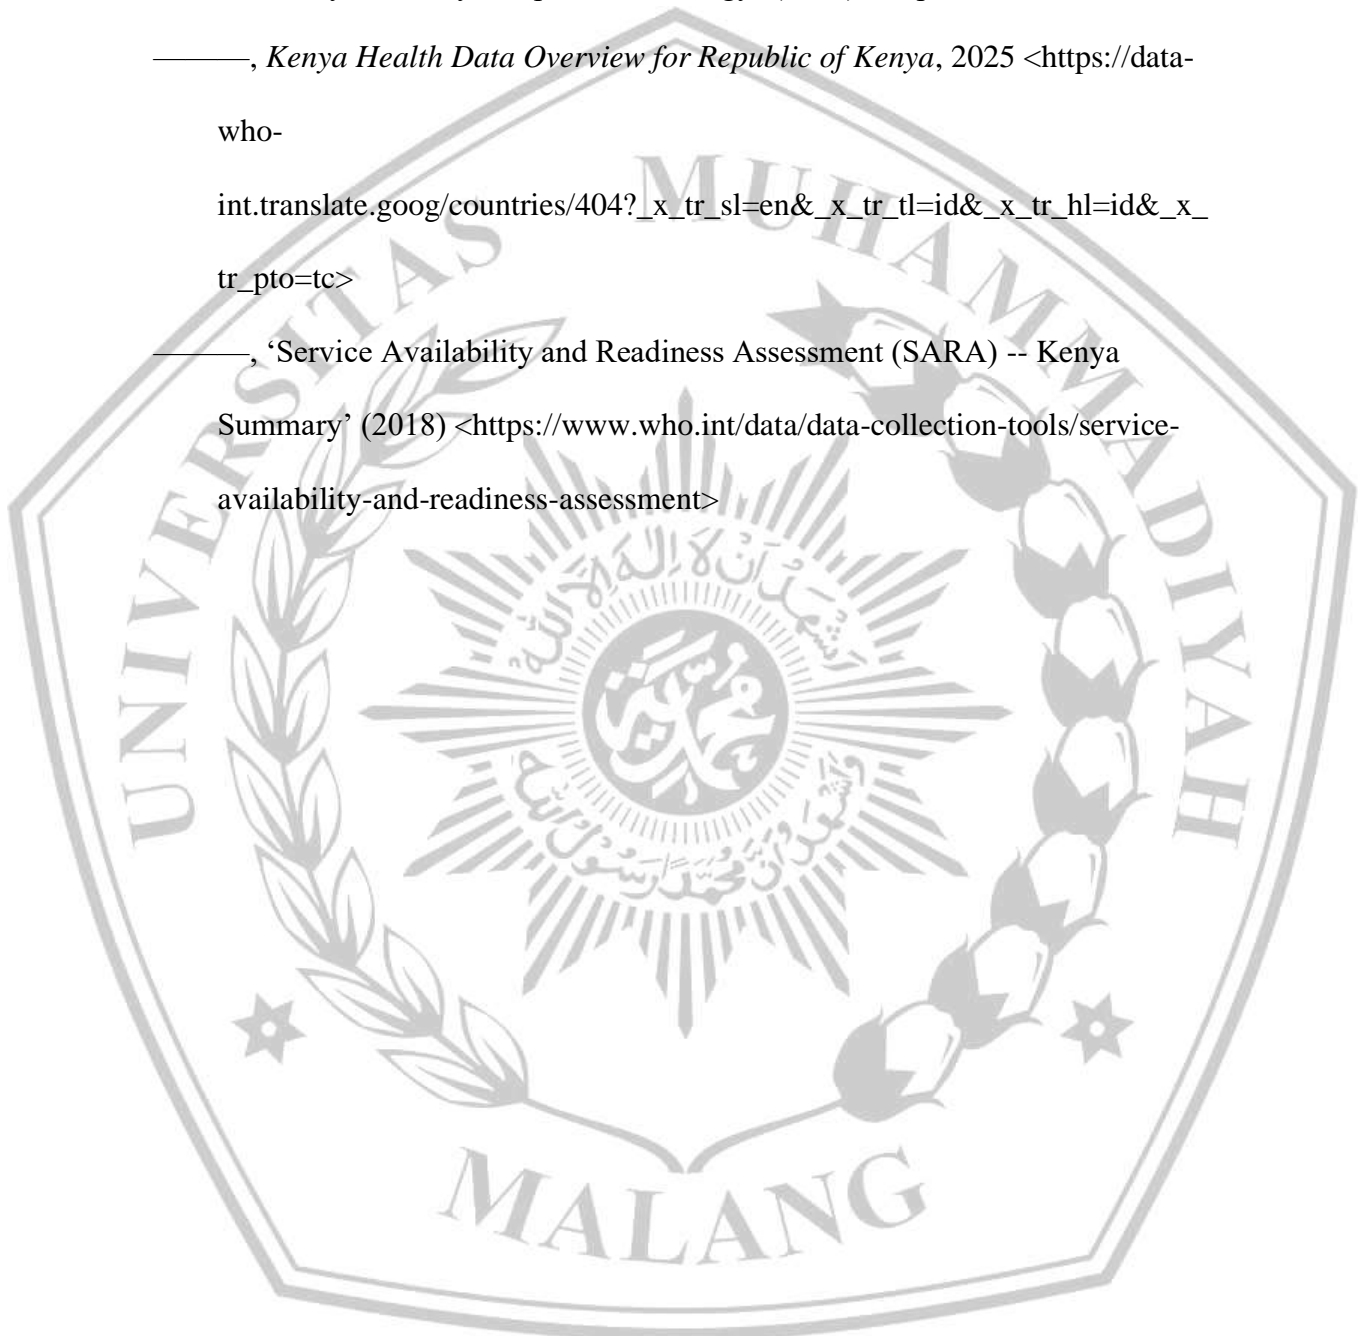 ———, Kenya Health Data Overview for Republic of Kenya, 2025 <https://data-
who-
int.translate.goog/countries/404?_x_tr_sl=en&_x_tr_tl=id&_x_tr_hl=id&_x_
tr_pto=tc>
———, ‘Service Availability and Readiness Assessment (SARA) -- Kenya
Summary’ (2018) <https://www.who.int/data/data-collection-tools/service-
availability-and-readiness-assessment>
UNIVERSITAS MUHAMMADIYAH
MALANG